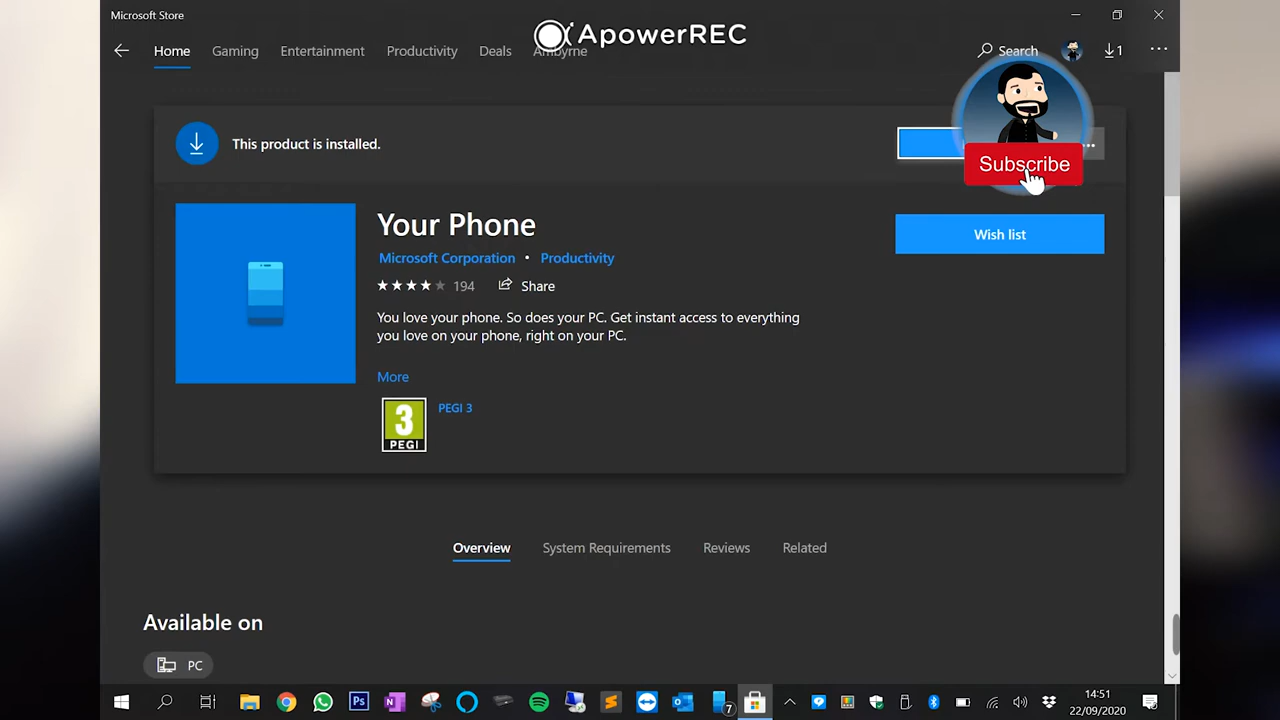 Microsoft Store
ApowerREC
Home Gaming Entertainment Productivity Deals Ambyrne
Search
1
This product is installed.
Subscribe
Your Phone
Wish list
Microsoft Corporation • Productivity
194 Share
You love your phone. So does your PC. Get instant access to everything
you love on your phone, right on your PC.
More
3
PEGI
PEGI 3
Overview System Requirements Reviews Related
Available on
PC
Ps
N
7
14:51
22/09/2020